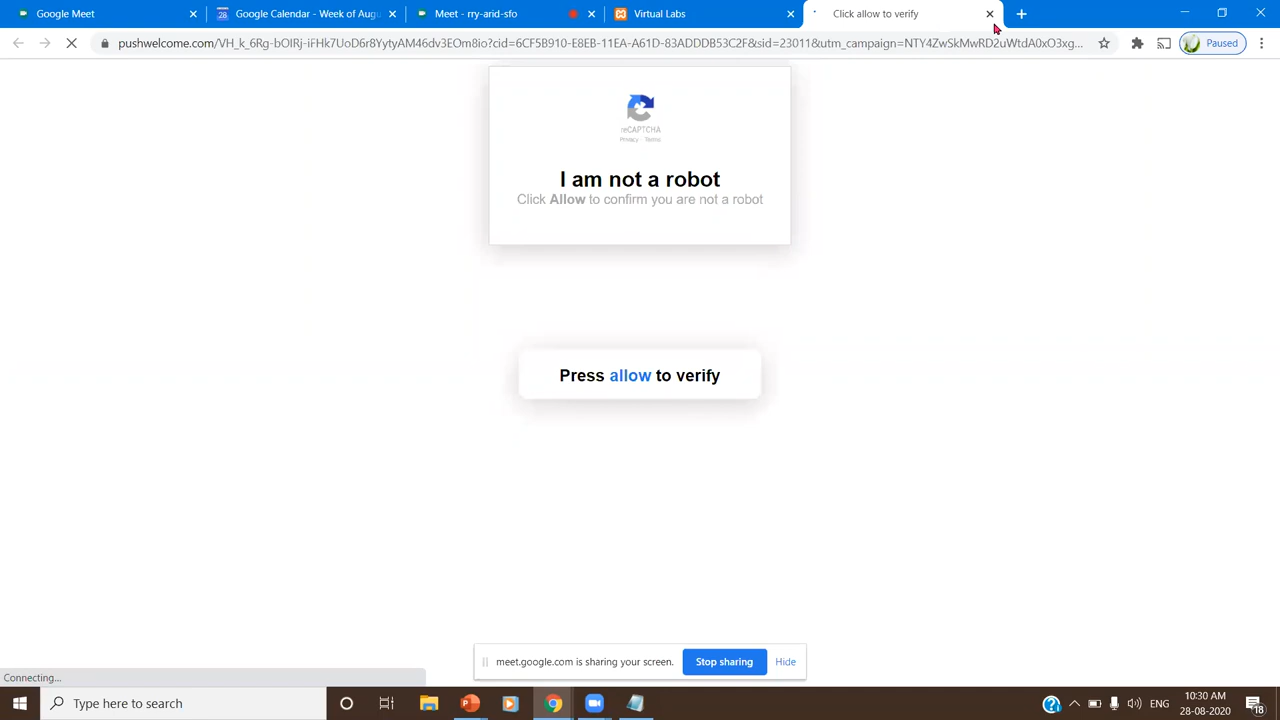 Google Meet
Google Calendar - Week of Augu
Meet - rry-arid-sfo
Virtual Labs
Click allow to verify
pushwelcome.com/VH_k_6Rg-bOIRj-iFHk7UoD6r8YytyAM46dv3EOm8io?cid=6CF5B910-E8EB-11EA-A61D-83ADDDB53C2F&sid=23011&utm_campaign=NTY4ZwSkMwRD2uWtdA0xO3xg...
Paused
reCAPTCHA
Privacy - Terms
I am not a robot
Click Allow to confirm you are not a robot
Press allow to verify
meet.google.com is sharing your screen.
Stop sharing
Hide
Connecting...
Type here to search
ENG
10:30 AM
28-08-2020
18